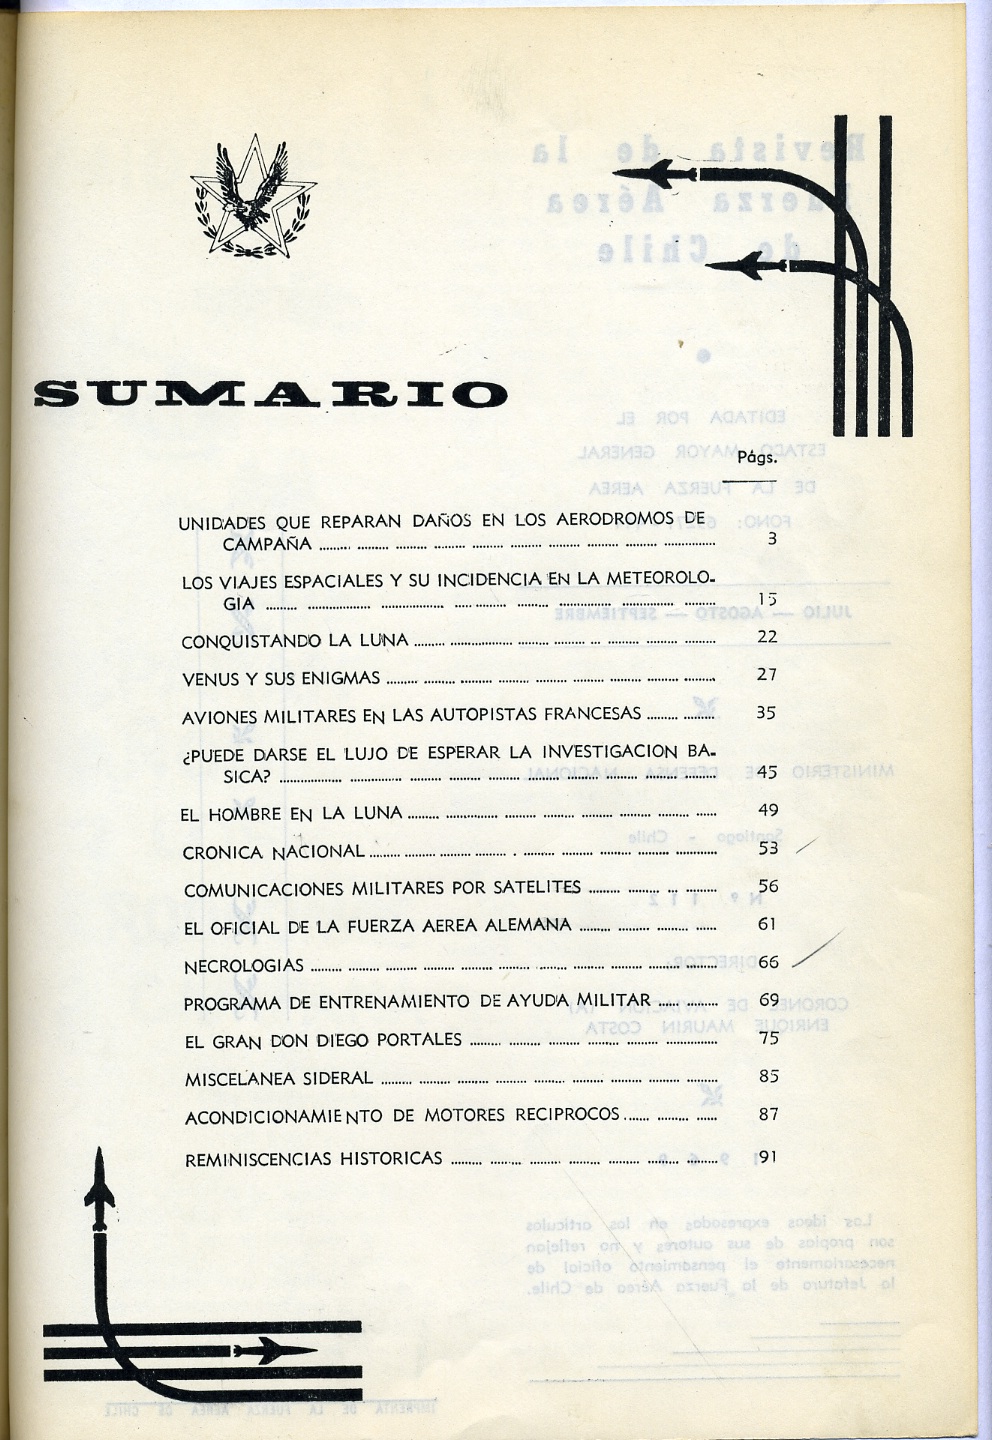 SUMARIO
Págs.
UNIDADES QUE REPARAN DAÑOS EN LOS AERODROMOS DE
CAMPAÑA ........ ........ ........ ........ ........ ........ ........ 3
LOS VIAJES ESPACIALES Y SU INCIDENCIA EN LA METEOROLO-
GIA ........ ........ ........ ........ ........ ........ ........ 15
CONQUISTANDO LA LUNA ........ ........ ........ ........ ........ 22
VENUS Y SUS ENIGMAS ........ ........ ........ ........ ........ 27
AVIONES MILITARES EN LAS AUTOPISTAS FRANCESAS ........ ........ 35
¿PUEDE DARSE EL LUJO DE ESPERAR LA INVESTIGACION BA-
SICA? ........ ........ ........ ........ ........ ........ ........ 45
EL HOMBRE EN LA LUNA ........ ........ ........ ........ ........ 49
CRONICA NACIONAL ........ ........ ........ ........ ........ 53
COMUNICACIONES MILITARES POR SATELITES ........ ........ ... ........ 56
EL OFICIAL DE LA FUERZA AEREA ALEMANA ........ ........ ........ ...... 61
NECROLOGIAS ........ ........ ........ ........ ........ ........ 66
PROGRAMA DE ENTRENAMIENTO DE AYUDA MILITAR ...... ........ 69
EL GRAN DON DIEGO PORTALES ........ ........ ........ ........ 75
MISCELANEA SIDERAL ........ ........ ........ ........ ........ 85
ACONDICIONAMIENTO DE MOTORES RECIPROCOS ...... ........ ...... 87
REMINISCENCIAS HISTORICAS ........ ........ ........ ........ ........ 91